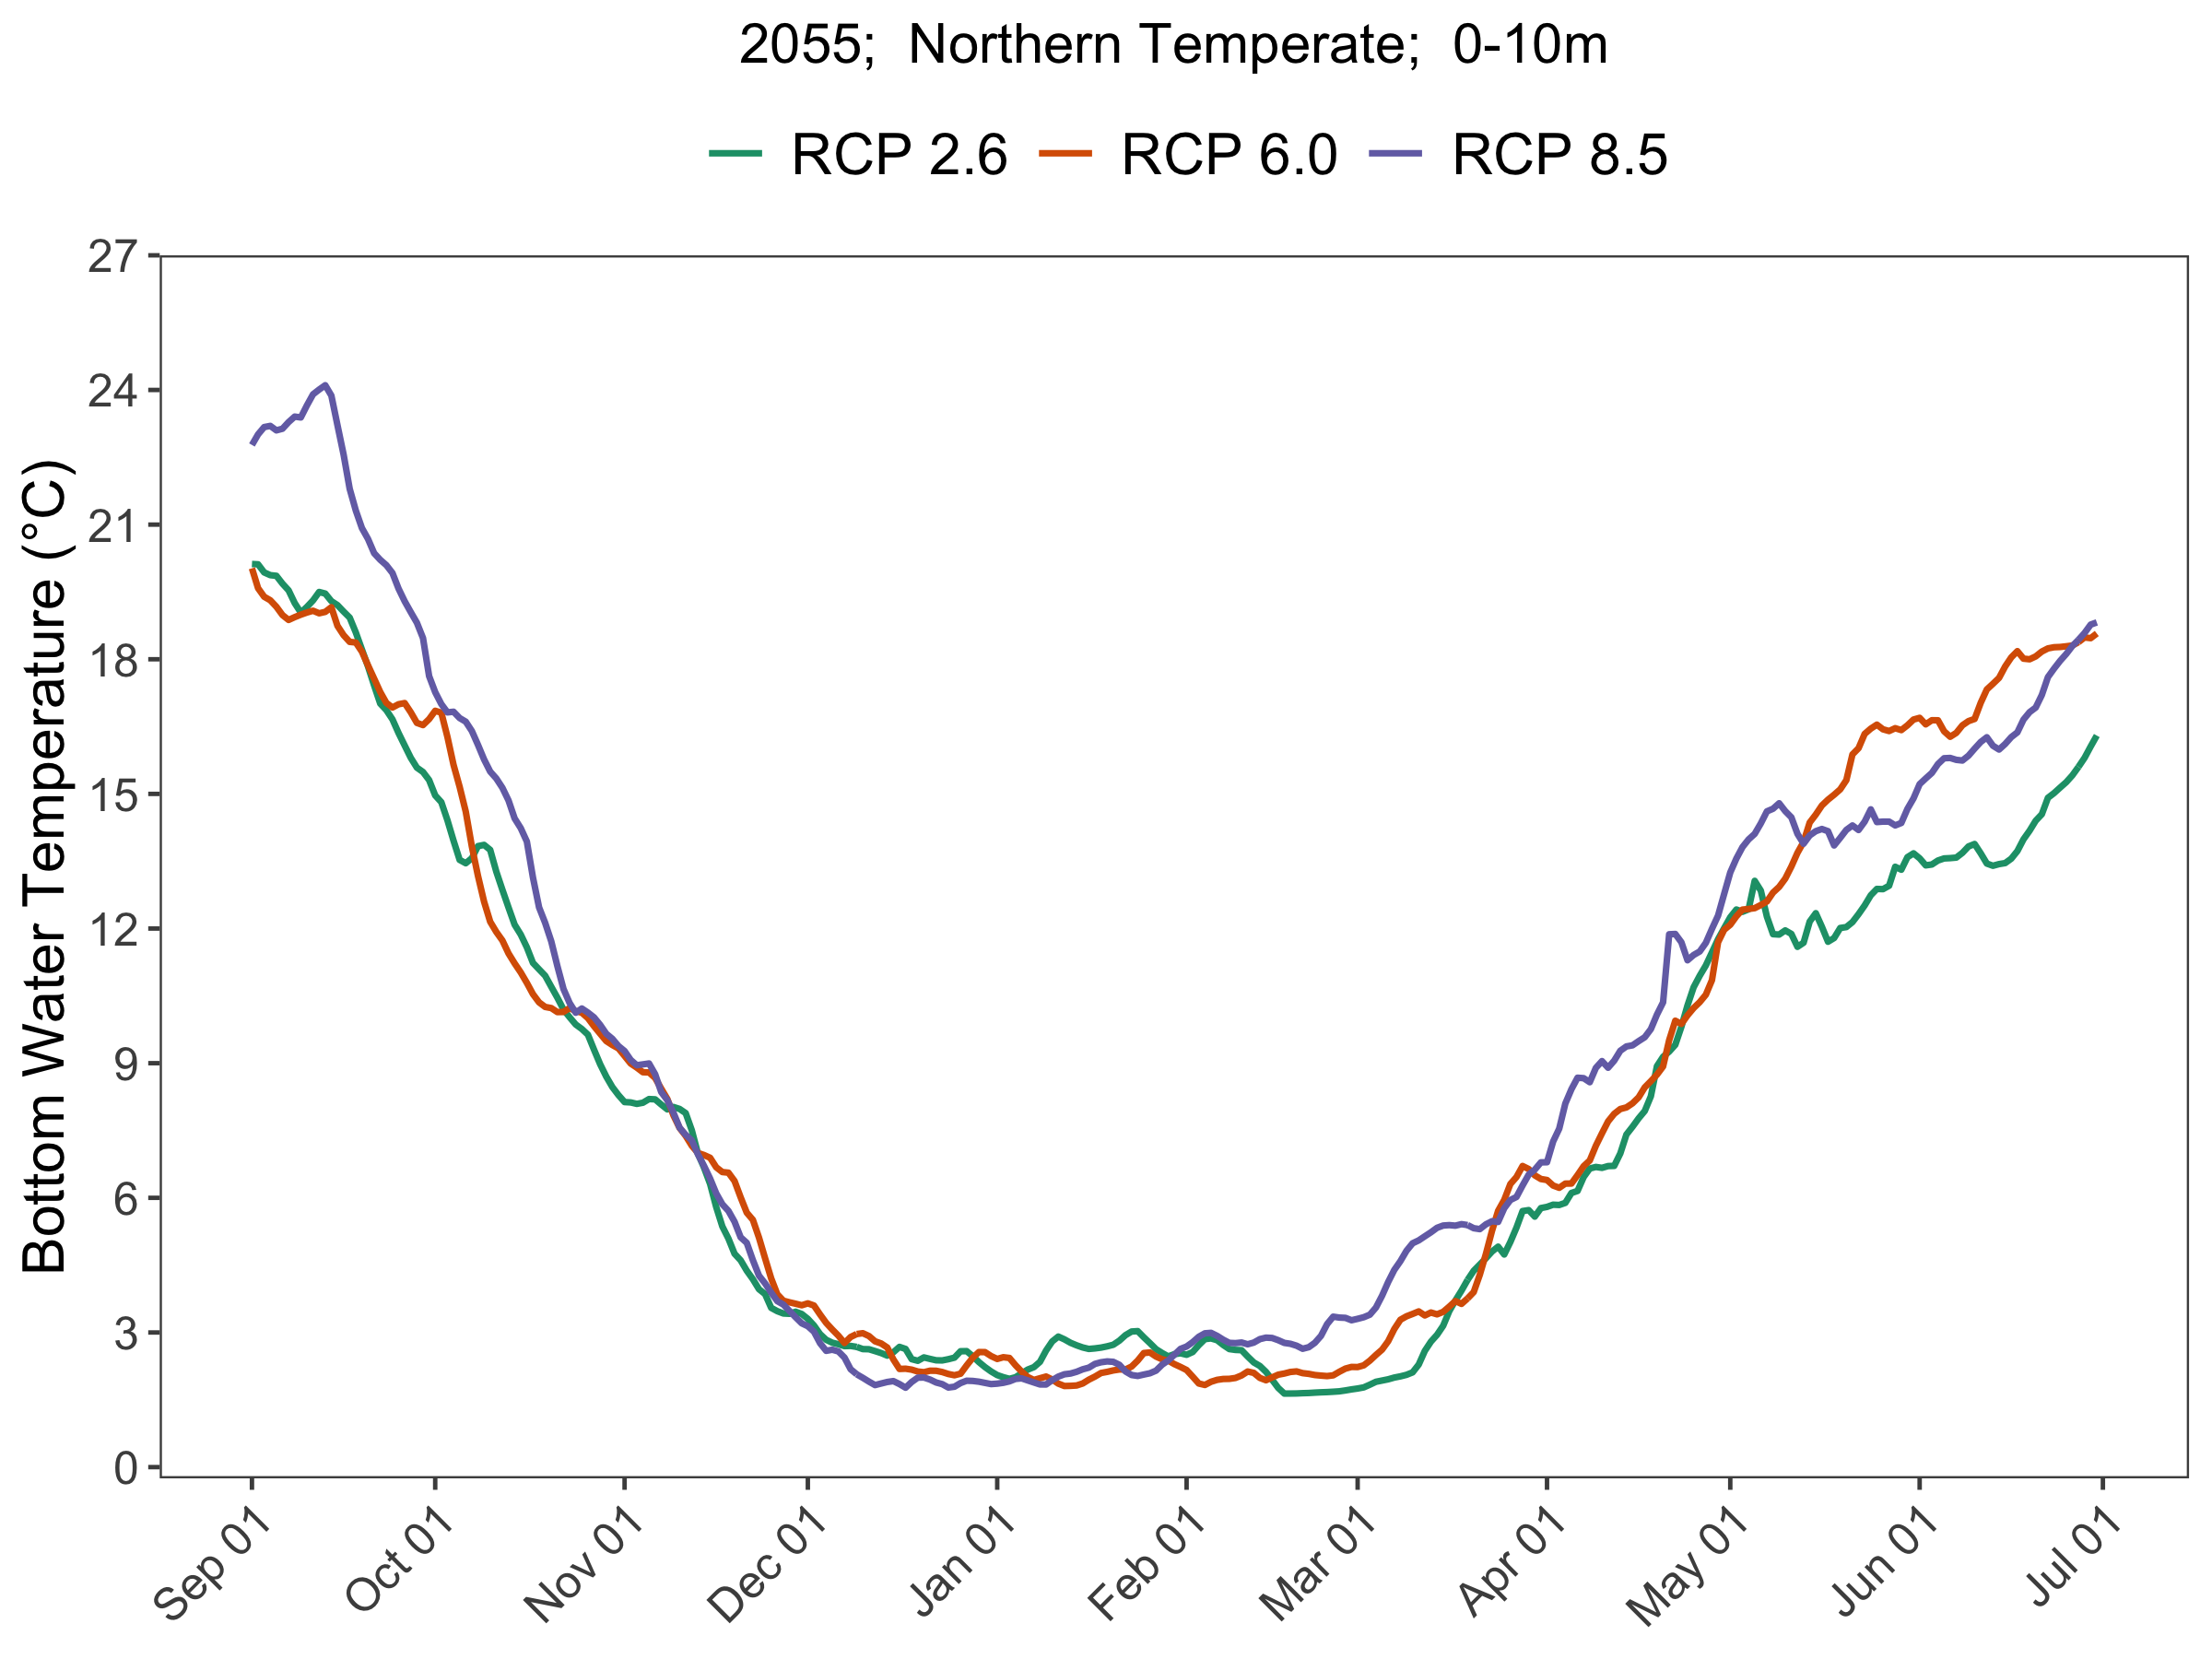 2055; Northern Temperate; 0-10m
RCP 2.6 RCP 6.0 RCP 8.5
Bottom Water Temperature (°C)
27
24
21
18
15
12
9
6
3
0
Sep 01 Oct 01 Nov 01 Dec 01 Jan 01 Feb 01 Mar 01 Apr 01 May 01 Jun 01 Jul 01